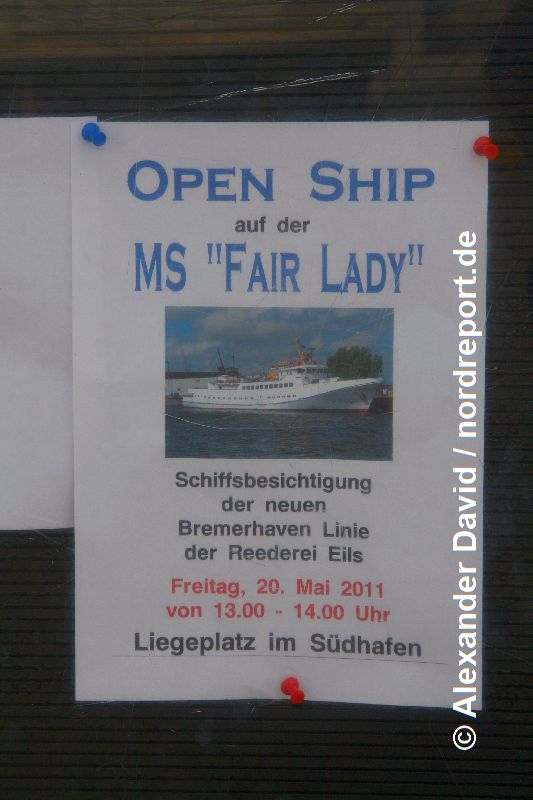 OPEN SHIP
auf der
MS "FAIR LADY"
Schiffsbesichtigung
der neuen
Bremerhaven Linie
der Reederei Eils
Freitag, 20. Mai 2011
von 13.00 - 14.00 Uhr
Liegeplatz im Südhafen
© Alexander David / nordreport.de